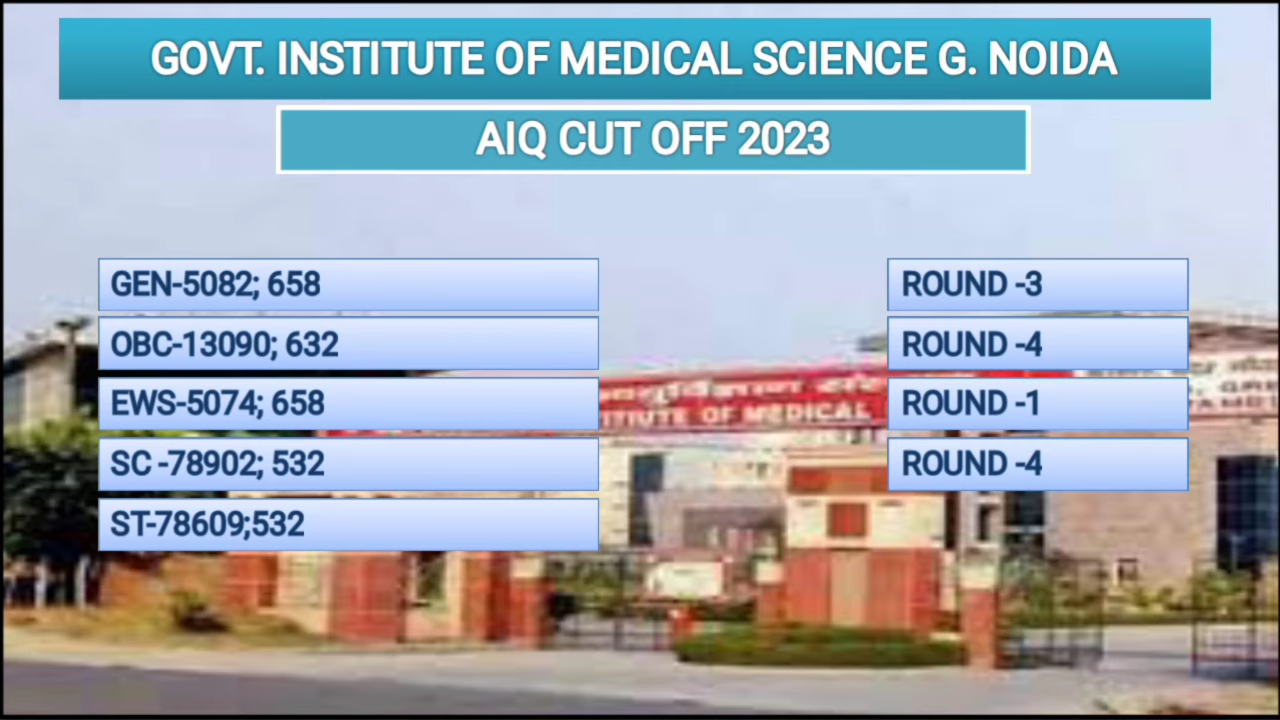 GOVT. INSTITUTE OF MEDICAL SCIENCE G. NOIDA
AIQ CUT OFF 2023
GEN-5082; 658
ROUND -3
OBC-13090; 632
ROUND -4
EWS-5074; 658
ROUND -1
SC -78902; 532
ROUND -4
ST-78609;532
TITUTE OF MEDICAL